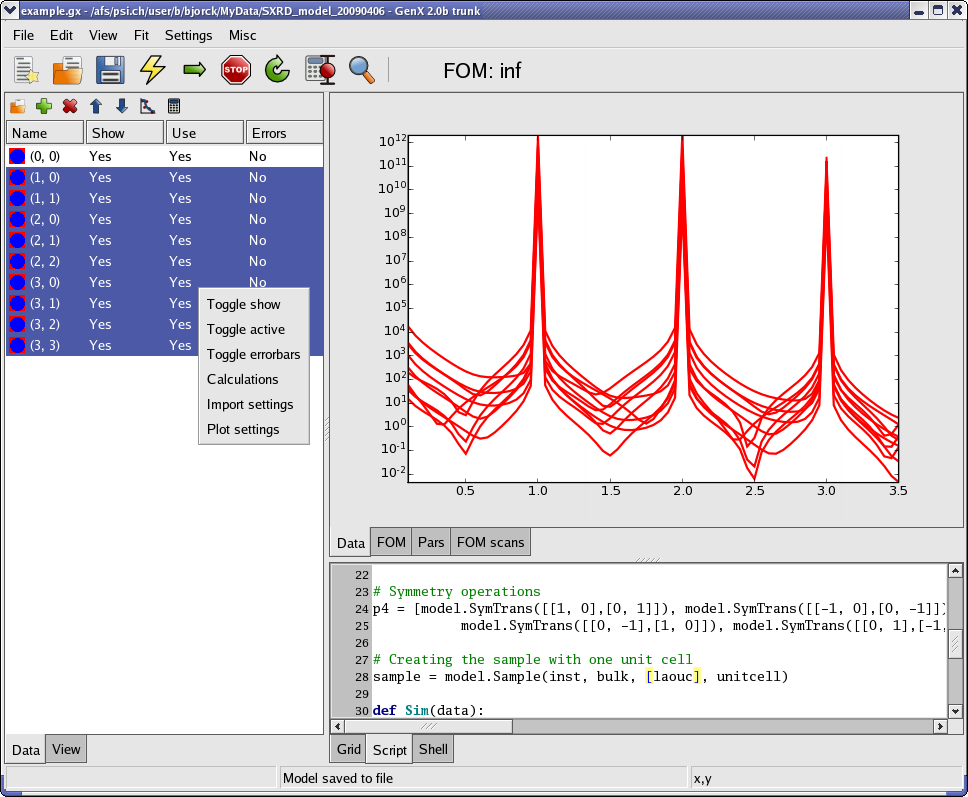 example.gx - /afs/psi.ch/user/b/bjorck/MyData/SXRD_model_20090406 - GenX 2.0b trunk
File Edit View Fit Settings Misc
STOP
FOM: inf
Name Show Use Errors
(0, 0) Yes Yes No
(1, 0) Yes Yes No
(1, 1) Yes Yes No
(2, 0) Yes Yes No
(2, 1) Yes Yes No
(2, 2) Yes Yes No
(3, 0) Yes Yes No
(3, 1) Yes Yes
(3, 2) Yes Yes
(3, 3) Yes Yes
Toggle show
Toggle active
Toggle errorbars
Calculations
Import settings
Plot settings
10^12
10^11
10^10
10^9
10^8
10^7
10^6
10^5
10^4
10^3
10^2
10^1
10^0
10^-1
10^-2
0.5 1.0 1.5 2.0 2.5 3.0 3.5
Data FOM Pars FOM scans
22
23 # Symmetry operations
24 p4 = [model.SymTrans([[1, 0],[0, 1]]), model.SymTrans([[-1, 0],[0, -1]])
25 model.SymTrans([[0, -1],[1, 0]]), model.SymTrans([[0, 1],[-1,
26
27 # Creating the sample with one unit cell
28 sample = model.Sample(inst, bulk, [laouc], unitcell)
29
30 def Sim(data):
Grid Script Shell
Data View
Model saved to file
x,y